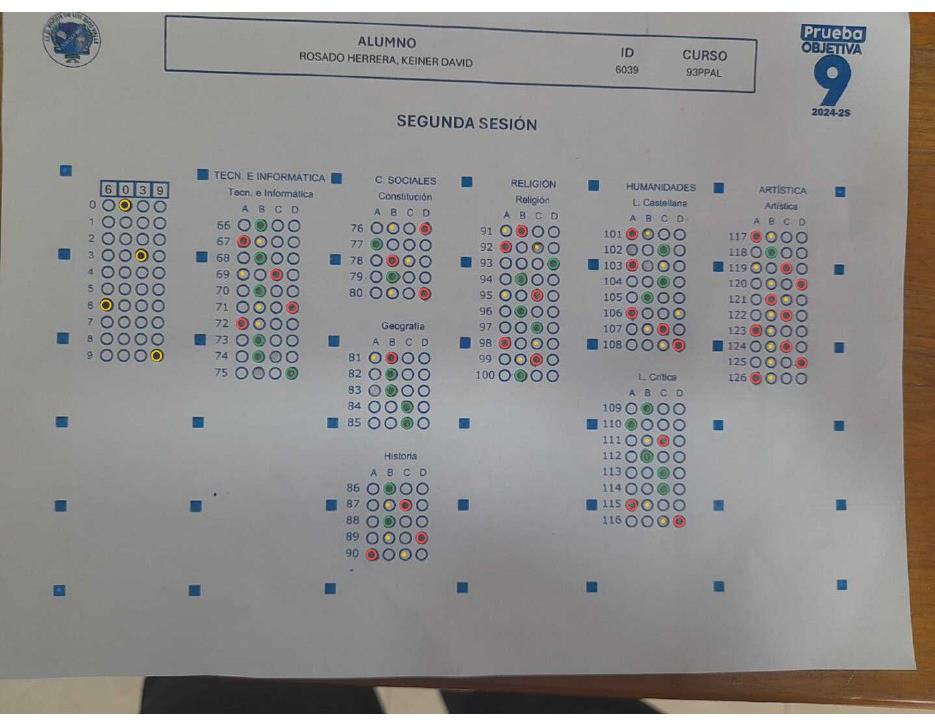 ALUMNO
ROSADO HERRERA, KEINER DAVID
ID
6039
CURSO
93PPAL
Prueba
OBJETIVA
9
2024-2S
SEGUNDA SESIÓN
6 0 3 9
0
1
2
3
4
5
6
7
8
9
TECN. E INFORMÁTICA
Tecn. e Informática
A B C D
66
67
68
69
70
71
72
73
74
75
C. SOCIALES
Constitución
A B C D
76
77
78
79
80
Geografía
A B C D
81
82
83
84
85
Historia
A B C D
86
87
88
89
90
RELIGIÓN
Religión
A B C D
91
92
93
94
95
96
97
98
99
100
HUMANIDADES
L. Castellana
A B C D
101
102
103
104
105
106
107
108
L. Crítica
A B C D
109
110
111
112
113
114
115
116
ARTÍSTICA
Artística
A B C D
117
118
119
120
121
122
123
124
125
126